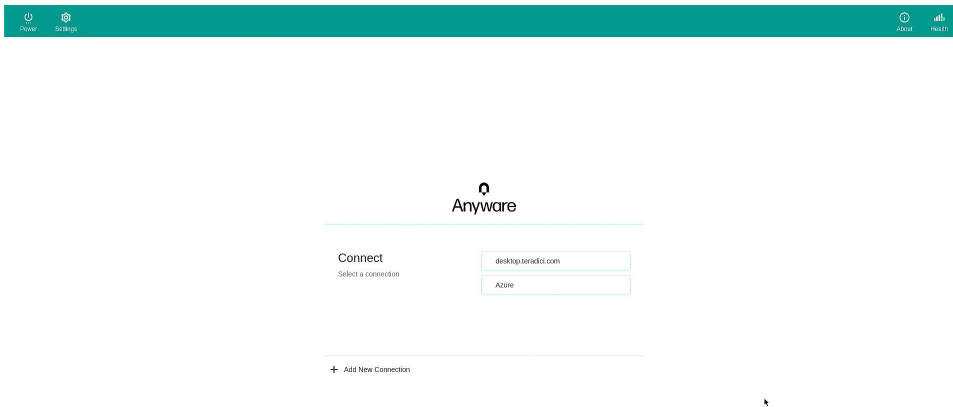 Power
Settings
About
Health
Anyware
Connect
Select a connection
desktop.teradici.com
Azure
Add New Connection